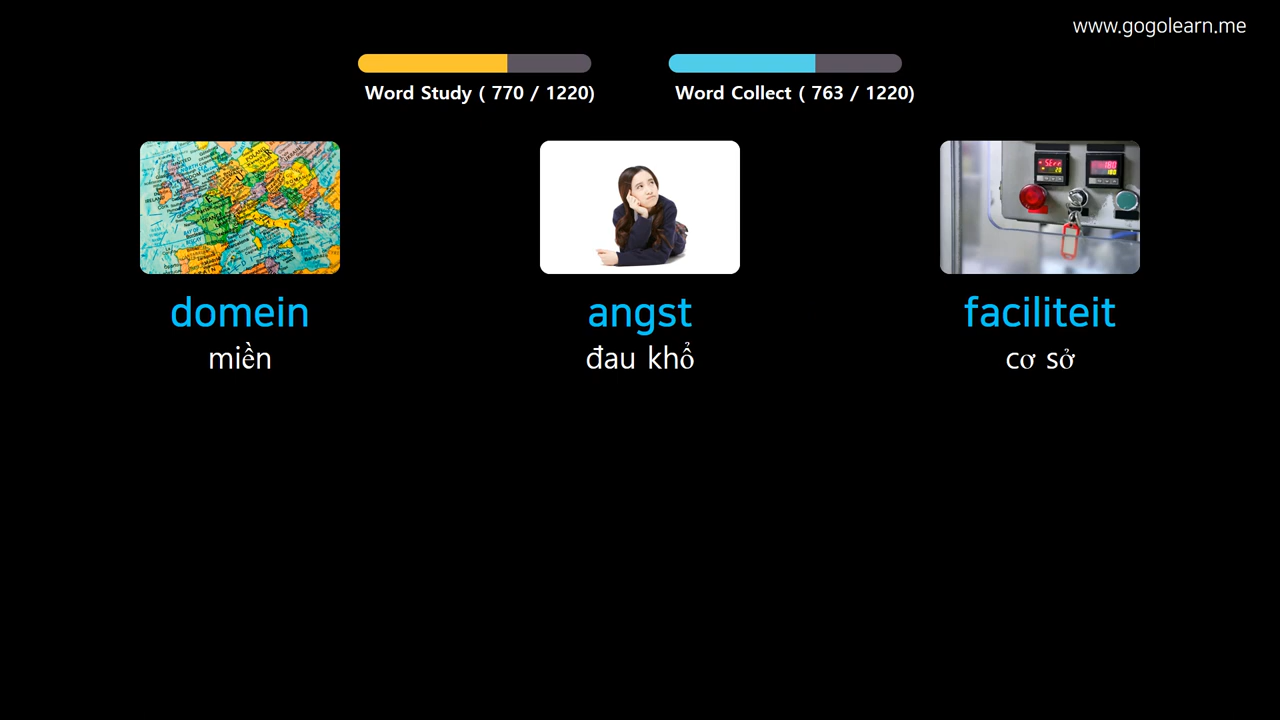 www.gogolearn.me
Word Study ( 770 / 1220)
Word Collect ( 763 / 1220)
domein
angst
faciliteit
miền
đau khổ
cơ sở